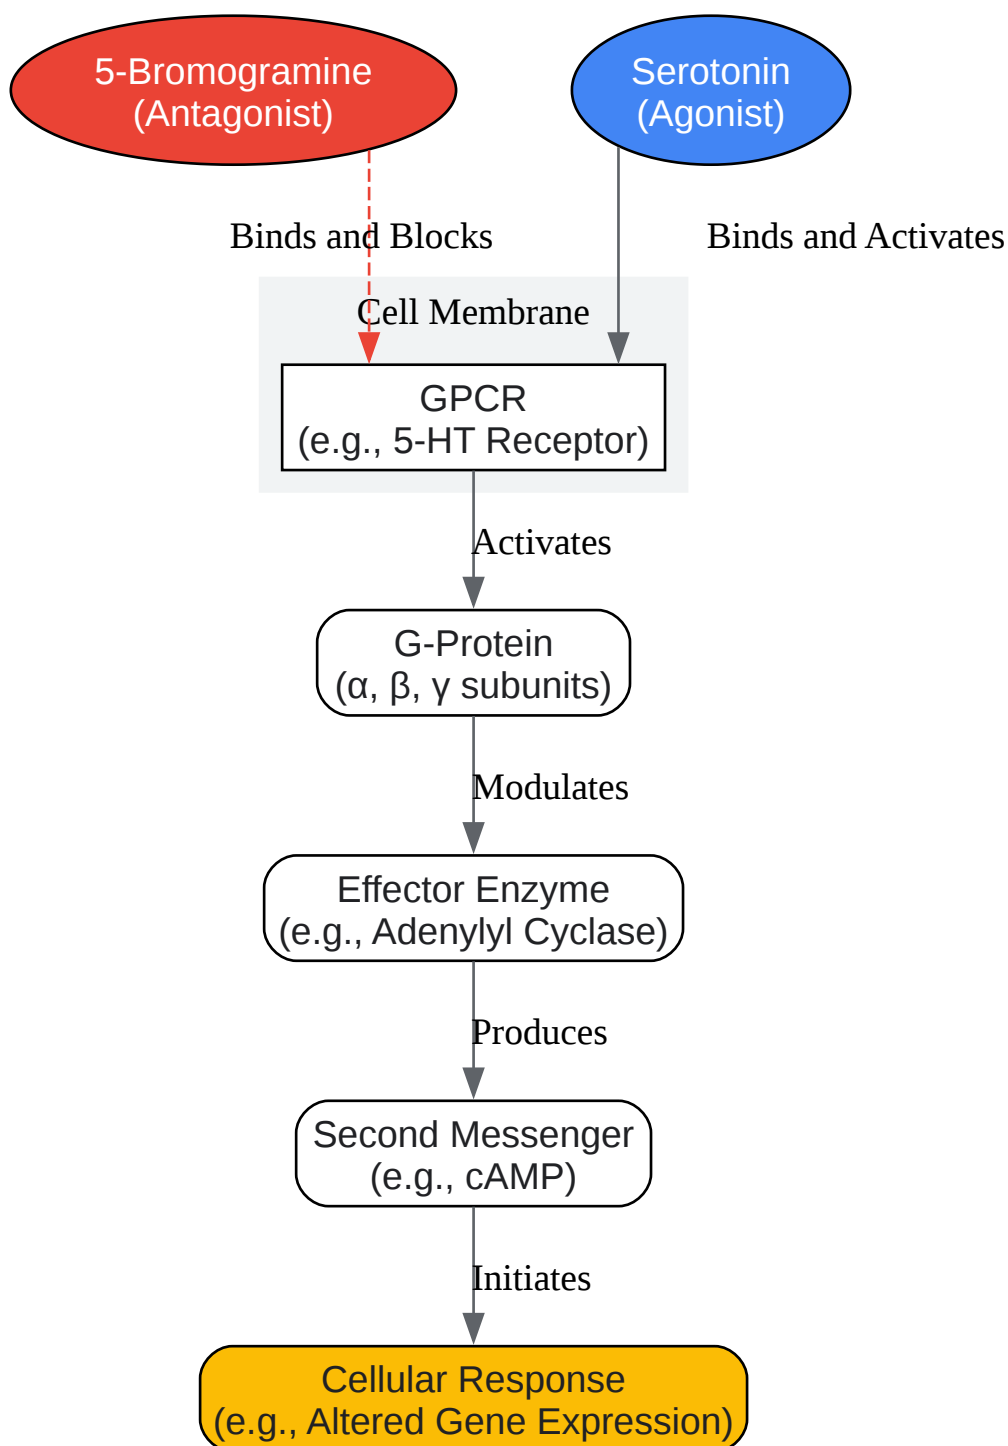 5-Bromogramine
(Antagonist)
Serotonin
(Agonist)
Binds and Blocks
Binds and Activates
Cell Membrane
GPCR
(e.g., 5-HT Receptor)
Activates
G-Protein
(α, β, γ subunits)
Modulates
Effector Enzyme
(e.g., Adenylyl Cyclase)
Produces
Second Messenger
(e.g., cAMP)
Initiates
Cellular Response
(e.g., Altered Gene Expression)